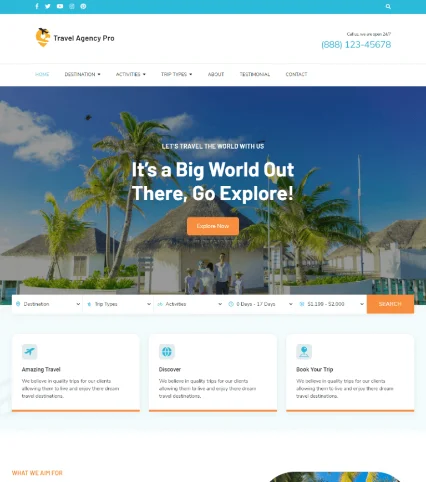 Call us, we are open 24/7
Travel Agency Pro
(888) 123-45678
HOME DESTINATION ACTIVITIES TRIP TYPES ABOUT TESTIMONIAL CONTACT
LET'S TRAVEL THE WORLD WITH US
It's a Big World Out
There, Go Explore!
Explore Now
Destination Trip Types Activities 0 Days - 17 Days $1,199 - $2,000 SEARCH
Amazing Travel
We believe in quality trips for our clients
allowing them to live and enjoy there dream
travel destinations.
Discover
We believe in quality trips for our clients
allowing them to live and enjoy there dream
travel destinations.
Book Your Trip
We believe in quality trips for our clients
allowing them to live and enjoy there dream
travel destinations.
WHAT WE AIM FOR